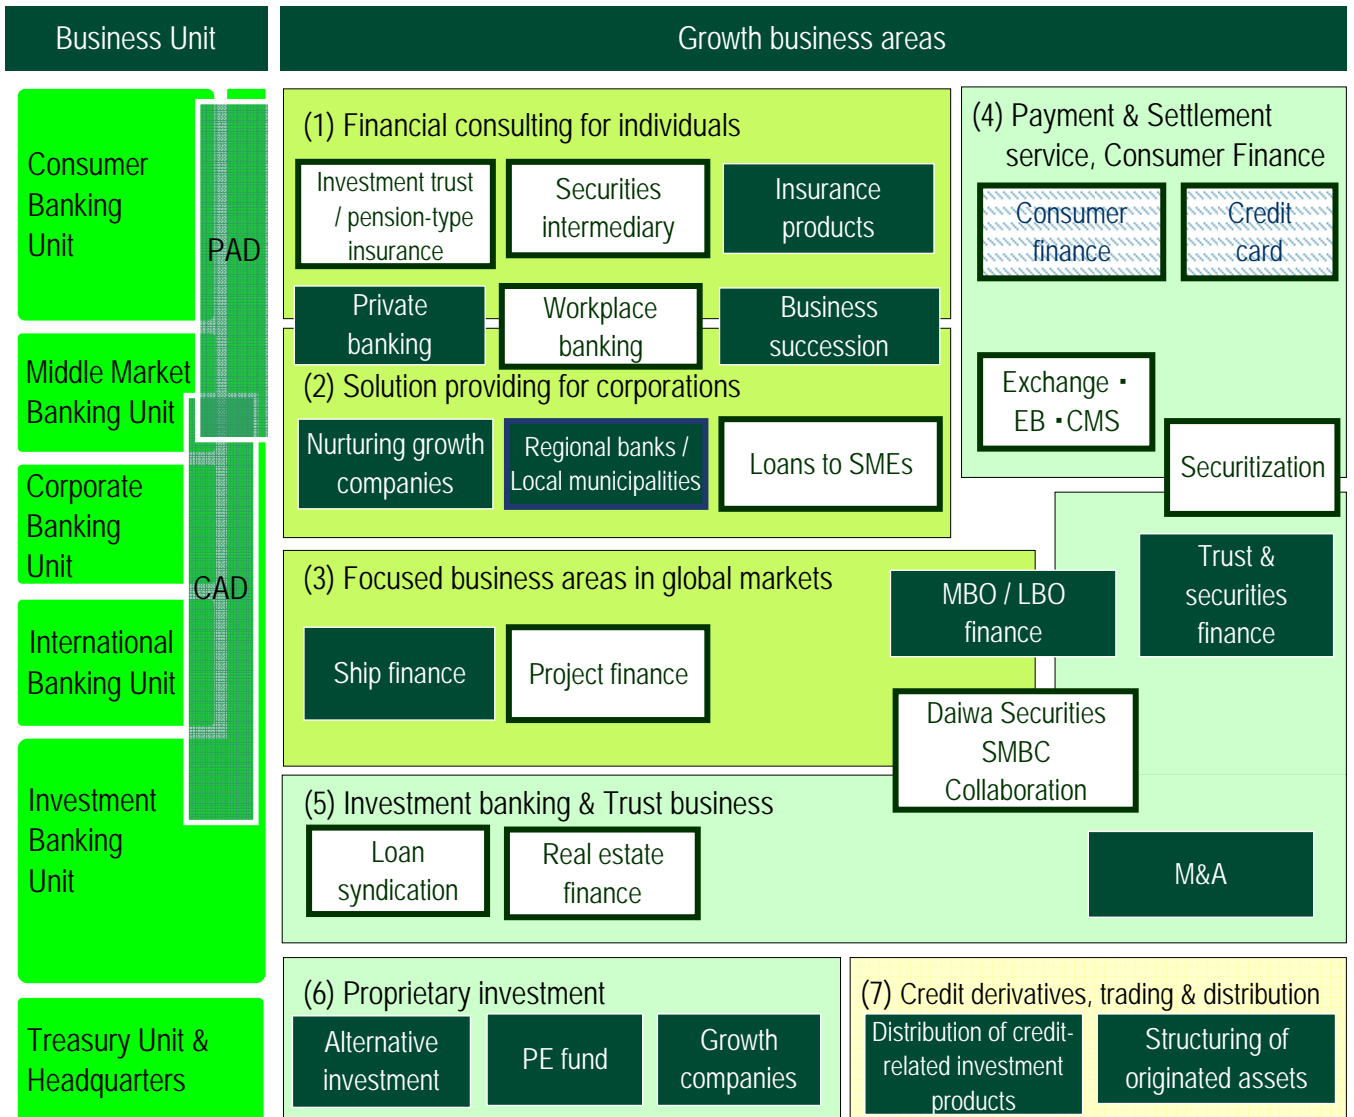 Business Unit
Growth business areas
Consumer
Banking
Unit
PAD
Middle Market
Banking Unit
Corporate
Banking
Unit
CAD
International
Banking Unit
Investment
Banking
Unit
Treasury Unit &
Headquarters
(1) Financial consulting for individuals
Investment trust
/ pension-type
insurance
Securities
intermediary
Insurance
products
Private
banking
Workplace
banking
Business
succession
(2) Solution providing for corporations
Nurturing growth
companies
Regional banks /
Local municipalities
Loans to SMEs
(3) Focused business areas in global markets
Ship finance
Project finance
MBO / LBO
finance
Daiwa Securities
SMBC
Collaboration
(4) Payment & Settlement
service, Consumer Finance
Consumer
finance
Credit
card
Exchange・
EB・CMS
Securitization
Trust &
securities
finance
(5) Investment banking & Trust business
Loan
syndication
Real estate
finance
M&A
(6) Proprietary investment
Alternative
investment
PE fund
Growth
companies
(7) Credit derivatives, trading & distribution
Distribution of credit-
related investment
products
Structuring of
originated assets